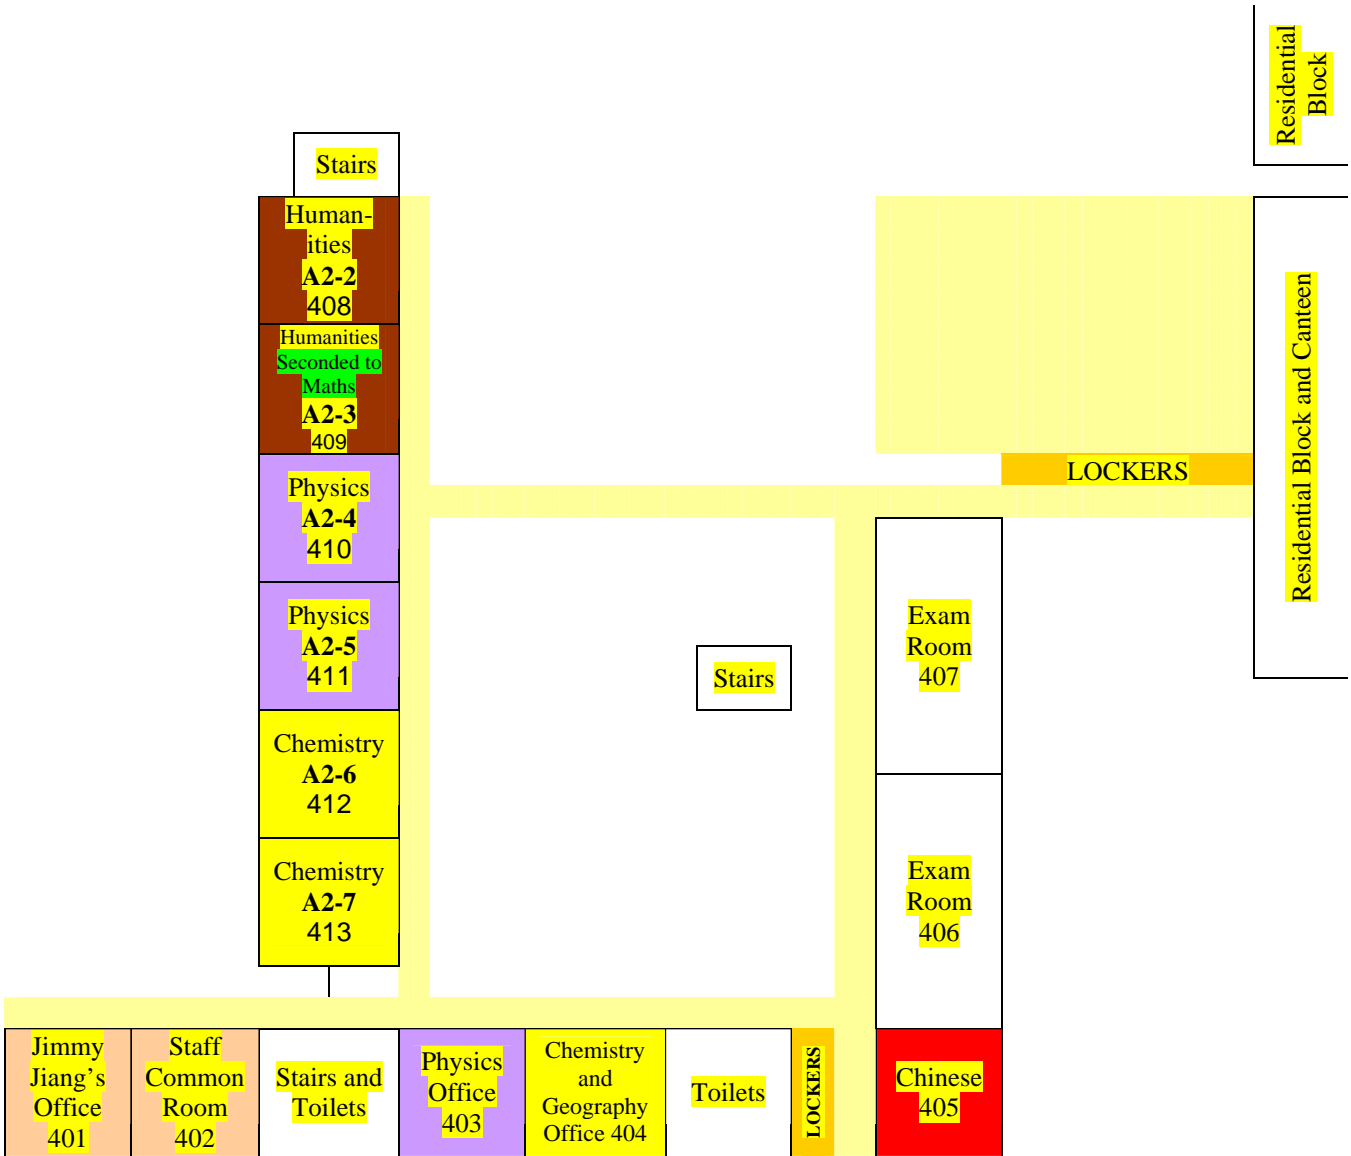 Residential
Block
Stairs
Human-
ities
A2-2
408
Humanities
Seconded to
Maths
A2-3
409
Residential Block and Canteen
LOCKERS
Physics
A2-4
410
Physics
A2-5
411
Exam
Room
407
Stairs
Chemistry
A2-6
412
Chemistry
A2-7
413
Exam
Room
406
Jimmy
Jiang's
Office
401
Staff
Common
Room
402
Stairs and
Toilets
Physics
Office
403
Chemistry
and
Geography
Office 404
Toilets
LOCKERS
Chinese
405